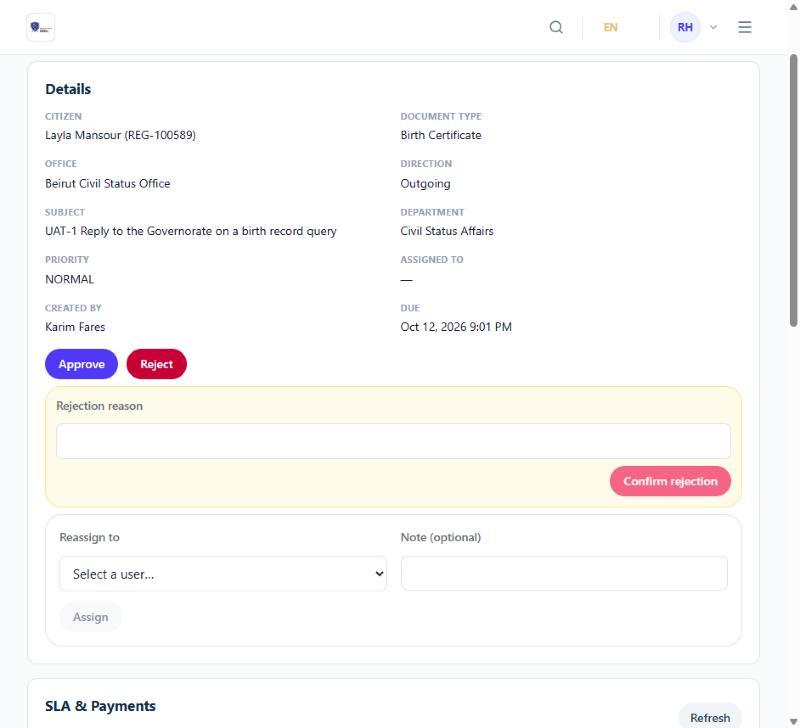 EN
RH
Details
CITIZEN
Layla Mansour (REG-100589)
DOCUMENT TYPE
Birth Certificate
OFFICE
Beirut Civil Status Office
DIRECTION
Outgoing
SUBJECT
UAT-1 Reply to the Governorate on a birth record query
DEPARTMENT
Civil Status Affairs
PRIORITY
NORMAL
ASSIGNED TO
—
CREATED BY
Karim Fares
DUE
Oct 12, 2026 9:01 PM
Approve
Reject
Rejection reason
Confirm rejection
Reassign to
Note (optional)
Select a user...
Assign
SLA & Payments
Refresh